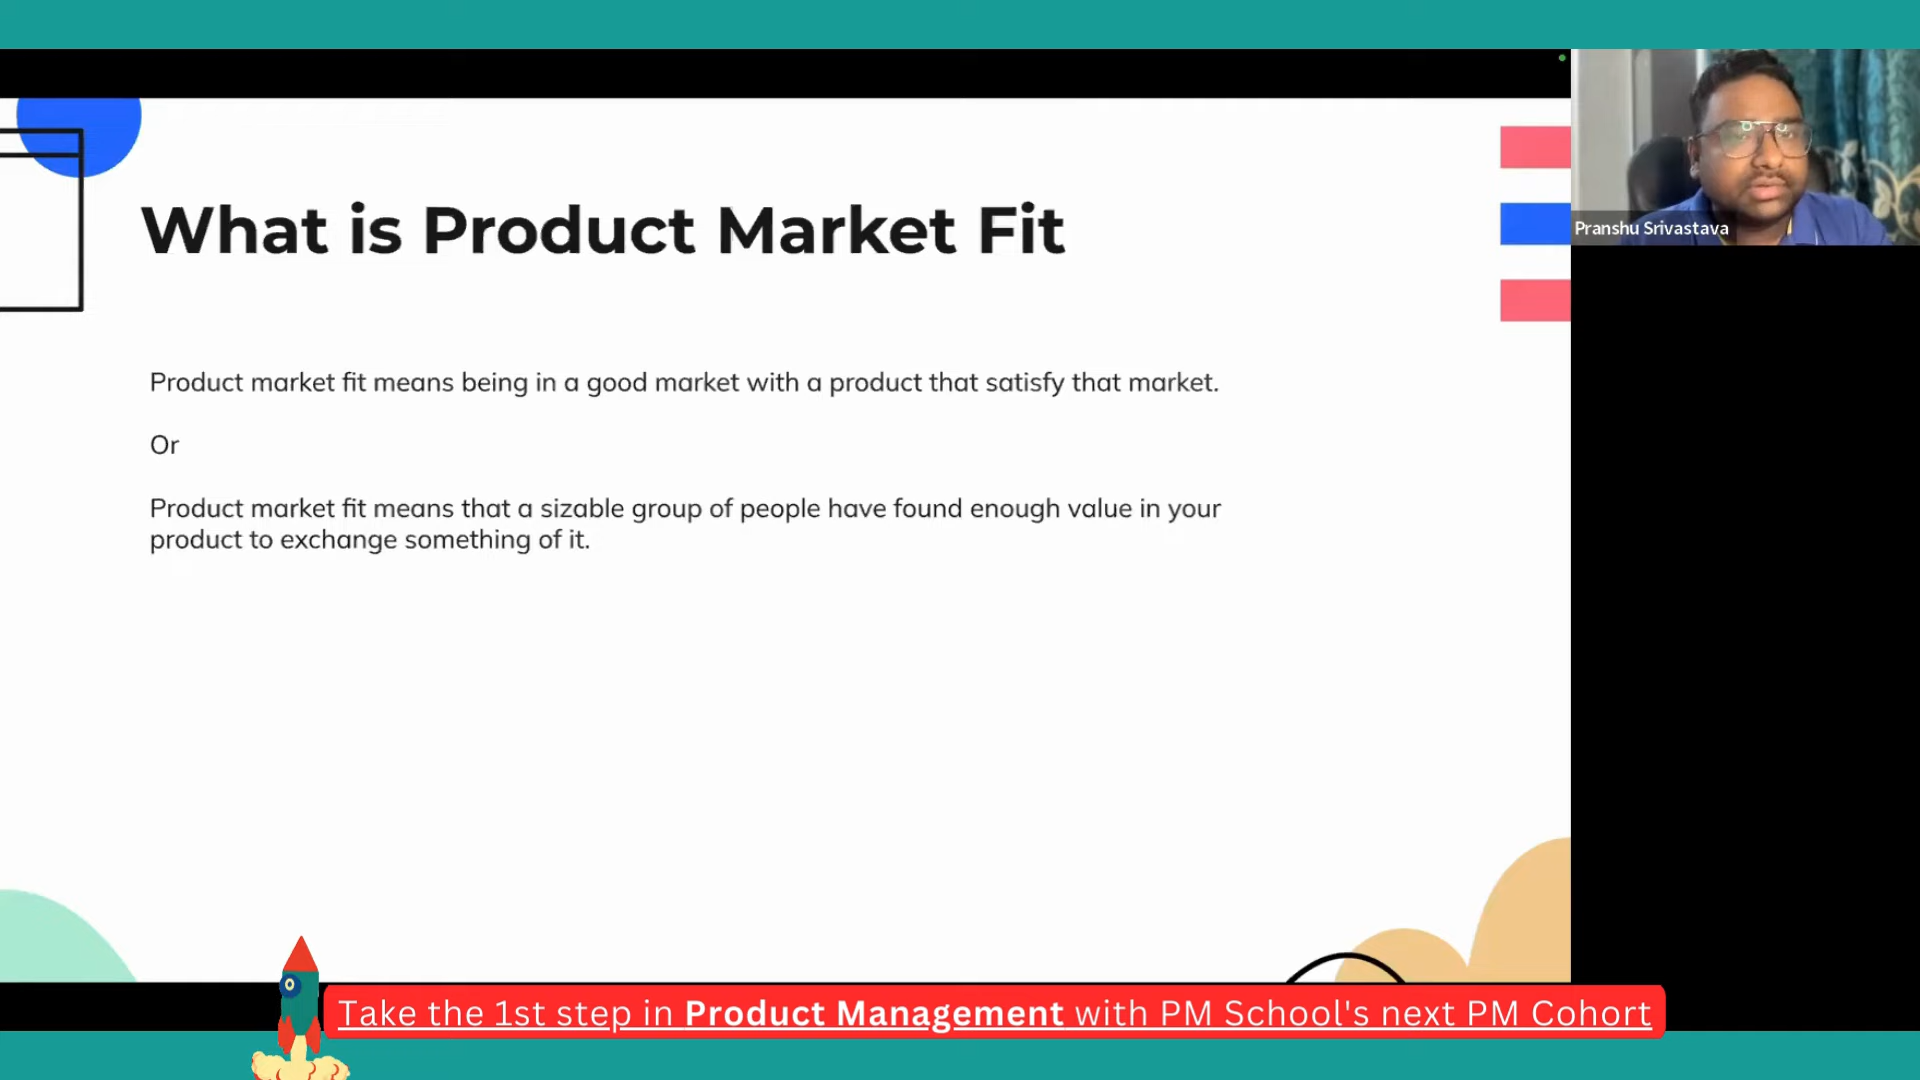 What is Product Market Fit
Pranshu Srivastava
Product market fit means being in a good market with a product that satisfy that market.
Or
Product market fit means that a sizable group of people have found enough value in your
product to exchange something of it.
Take the 1st step in Product Management with PM School's next PM Cohort